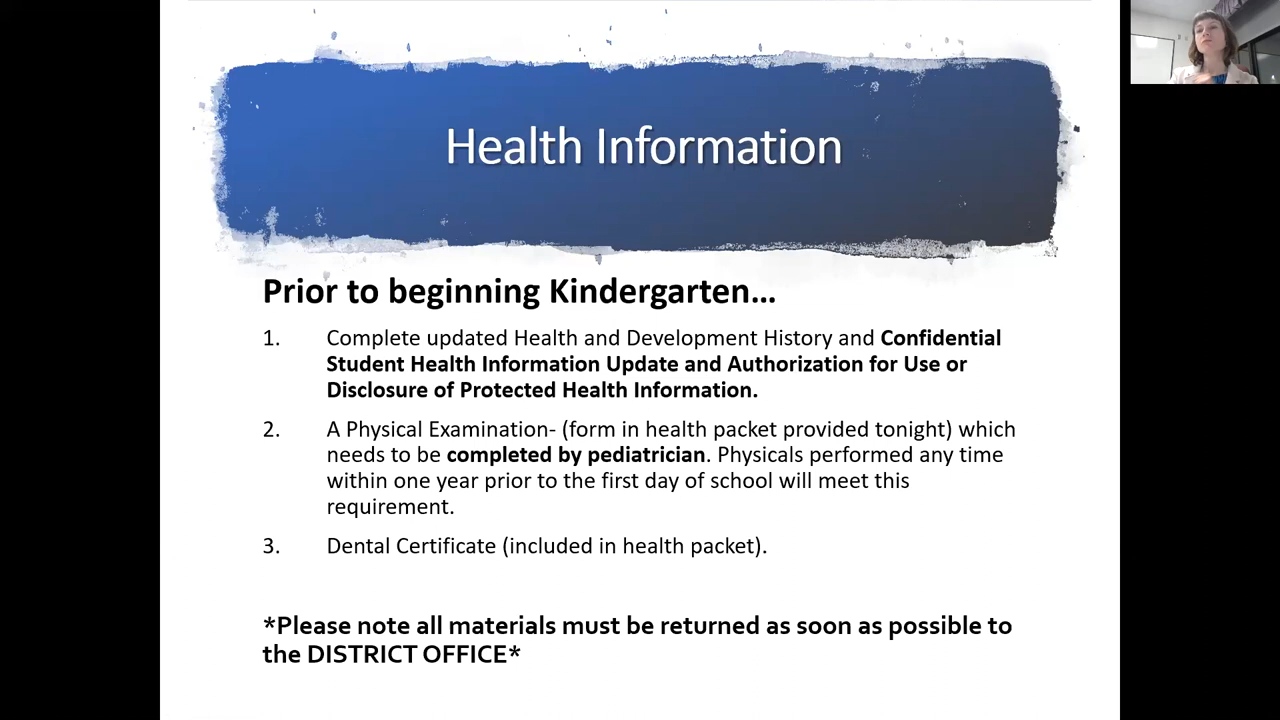 Health Information
Prior to beginning Kindergarten...
1. Complete updated Health and Development History and Confidential
Student Health Information Update and Authorization for Use or
Disclosure of Protected Health Information.
2. A Physical Examination- (form in health packet provided tonight) which
needs to be completed by pediatrician. Physicals performed any time
within one year prior to the first day of school will meet this
requirement.
3. Dental Certificate (included in health packet).
*Please note all materials must be returned as soon as possible to
the DISTRICT OFFICE*